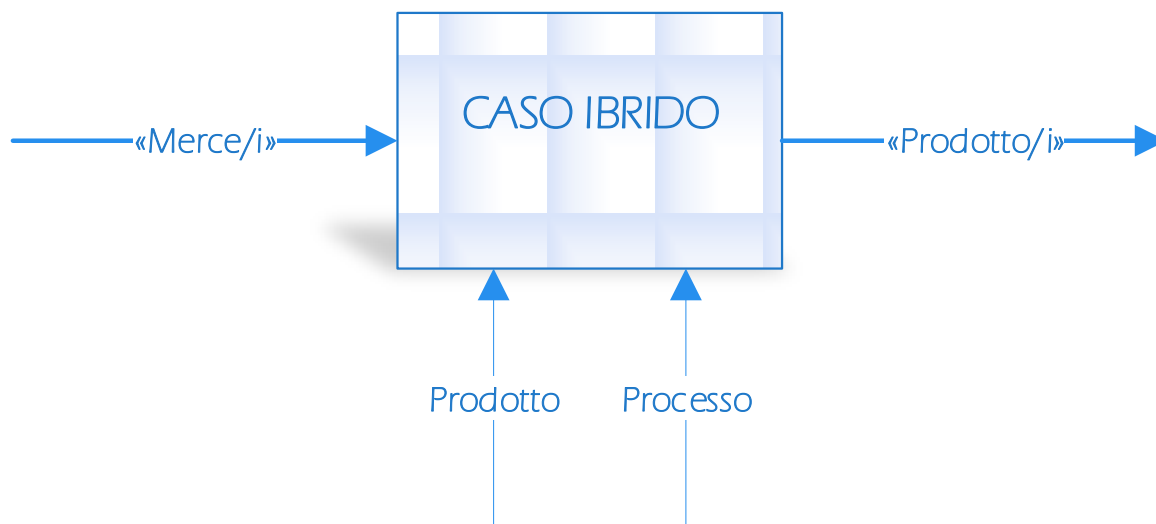 CASO IBRIDO
«Merce/i»
«Prodotto/i»
Prodotto
Processo